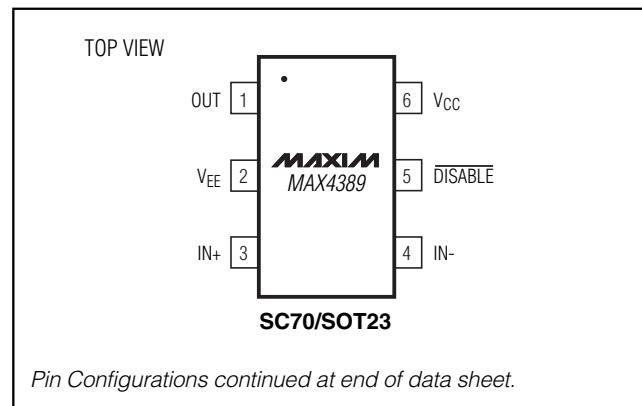 TOP VIEW
OUT 1 6 VCC
MAXIM
VEE 2 MAX4389 5 DISABLE
IN+ 3 4 IN-
SC70/SOT23
Pin Configurations continued at end of data sheet.